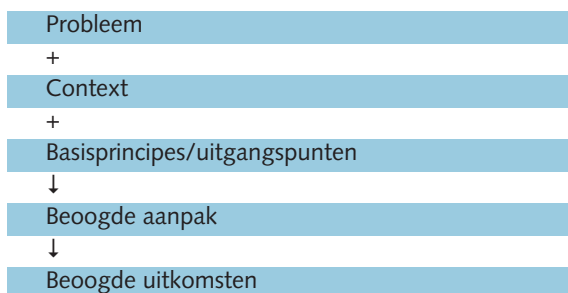 Probleem
+
Context
+
Basisprincipes/uitgangspunten
↓
Beoogde aanpak
↓
Beoogde uitkomsten